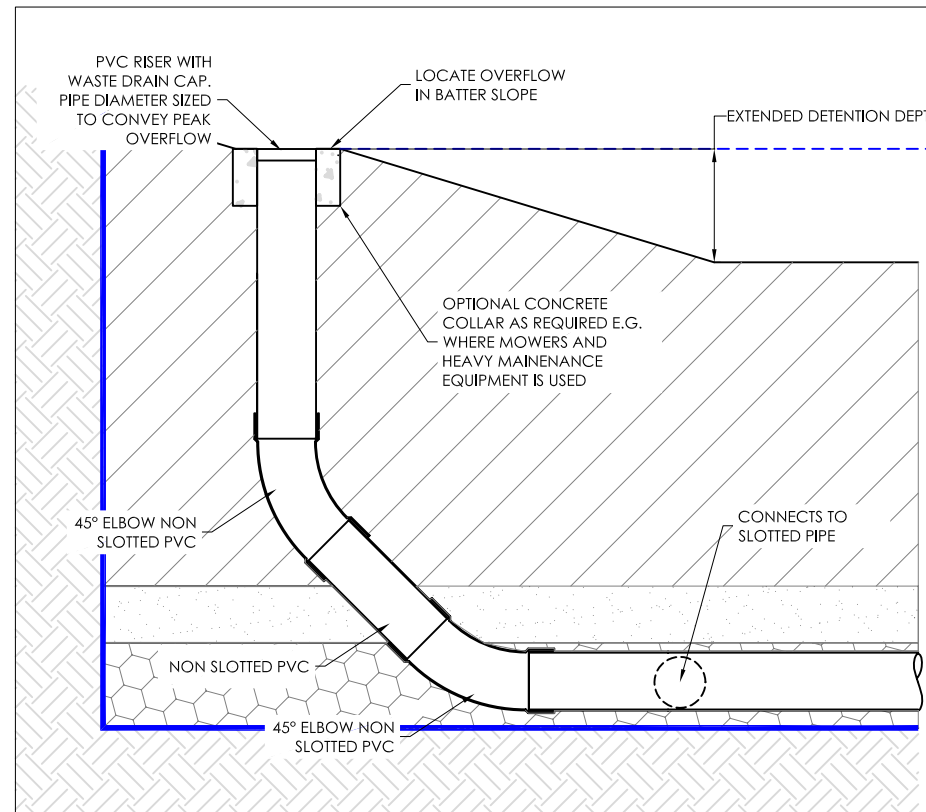 PVC RISER WITH
WASTE DRAIN CAP.
PIPE DIAMETER SIZED
TO CONVEY PEAK
OVERFLOW
LOCATE OVERFLOW
IN BATTER SLOPE
EXTENDED DETENTION DEPT
OPTIONAL CONCRETE
COLLAR AS REQUIRED E.G.
WHERE MOWERS AND
HEAVY MAINENANCE
EQUIPMENT IS USED
45° ELBOW NON
SLOTTED PVC
CONNECTS TO
SLOTTED PIPE
NON SLOTTED PVC
45° ELBOW NON
SLOTTED PVC